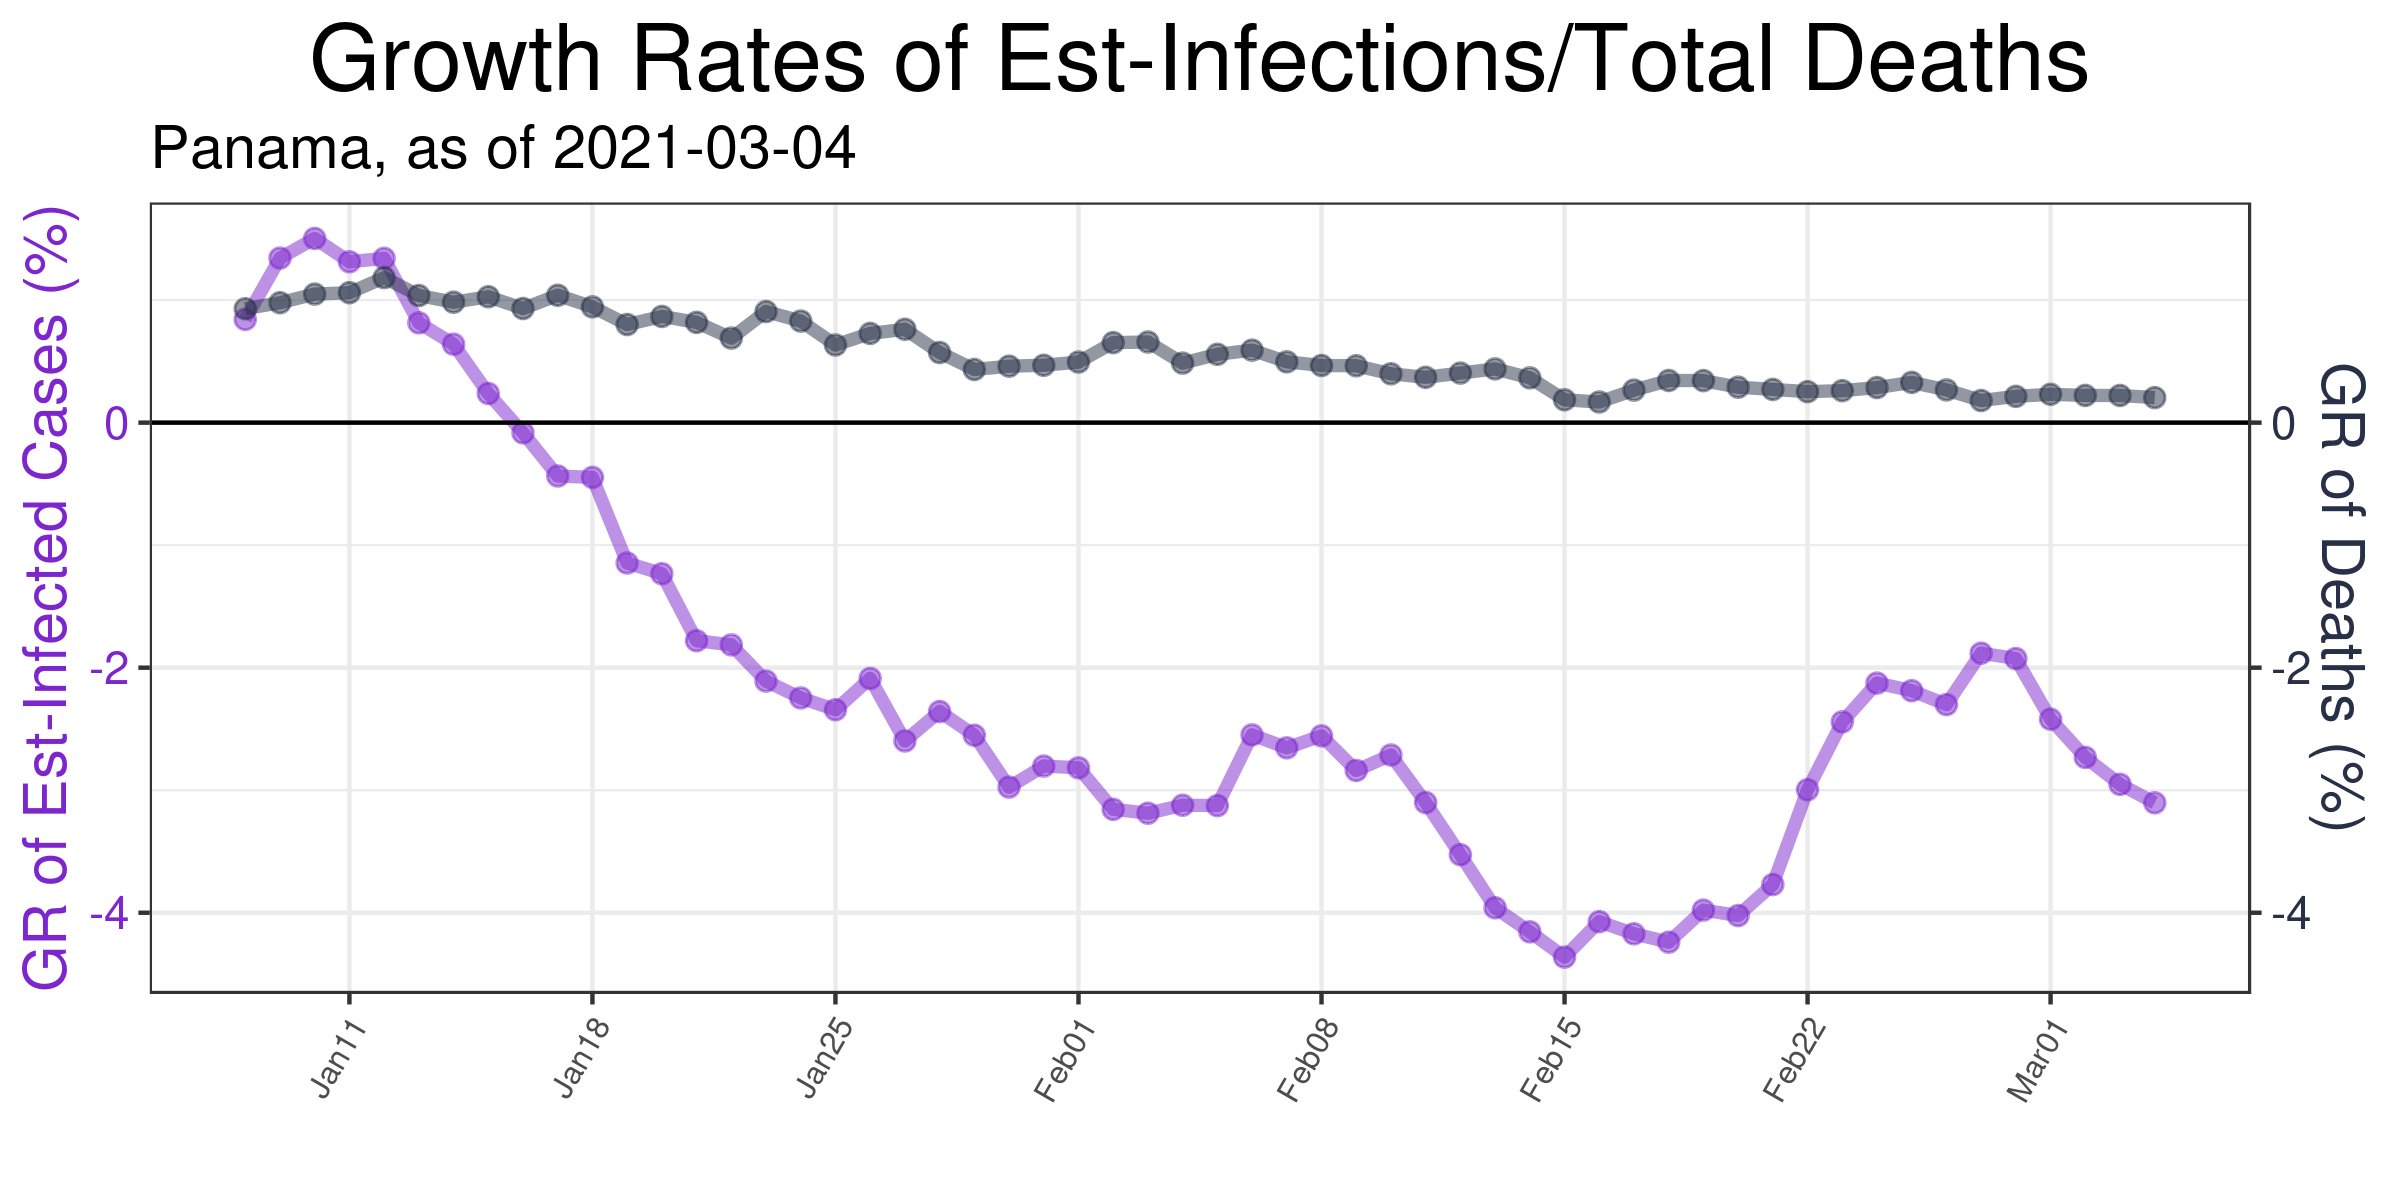 Growth Rates of Est-Infections/Total Deaths
Panama, as of 2021-03-04
GR of Est-Infected Cases (%)
0
-2
-4
0
-2
-4
GR of Deaths (%)
Jan11
Jan18
Jan25
Feb01
Feb08
Feb15
Feb22
Mar01